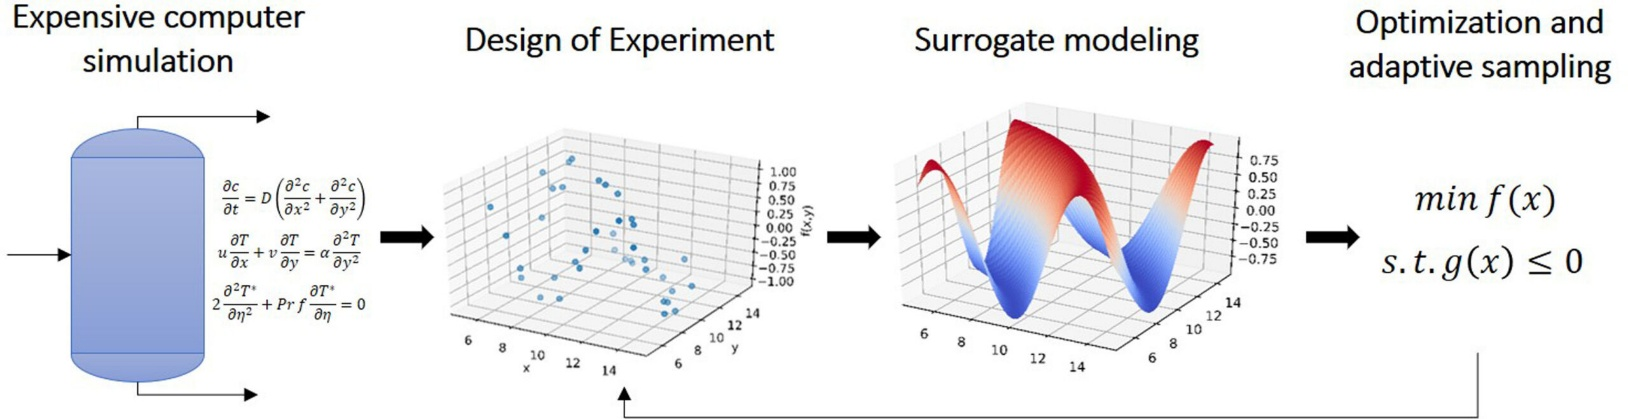 Expensive computer
simulation
∂c/∂t = D(∂²c/∂x² + ∂²c/∂y²)
u ∂T/∂x + v ∂T/∂y = α ∂²T/∂y²
2 ∂²T*/∂η² + Pr f ∂T*/∂η = 0
Design of Experiment
1.00
0.75
0.50
0.25
0.00
−0.25
−0.50
−0.75
−1.00
f(x,y)
6
8
10
12
14
x
6
8
10
12
14
y
Surrogate modeling
0.75
0.50
0.25
0.00
−0.25
−0.50
−0.75
6
8
10
12
14
6
8
10
12
14
Optimization and
adaptive sampling
min f(x)
s.t.g(x) ≤ 0